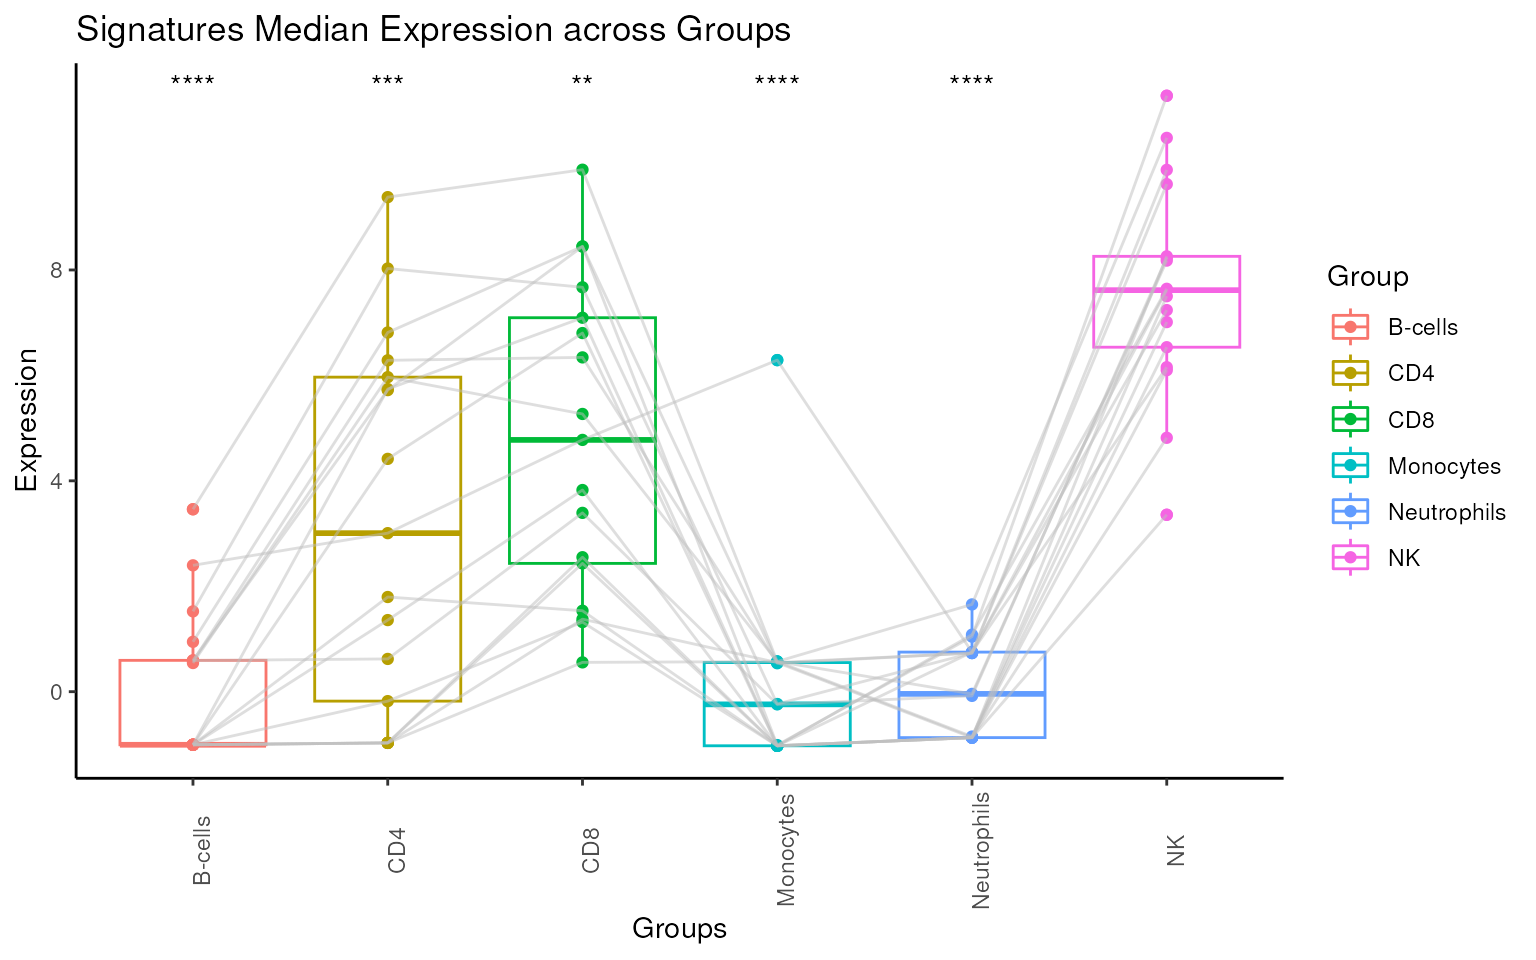 Signatures Median Expression across Groups
**** *** ** **** ****
Expression
8
4
0
B-cells
CD4
CD8
Monocytes
Neutrophils
NK
Groups
Group
B-cells
CD4
CD8
Monocytes
Neutrophils
NK